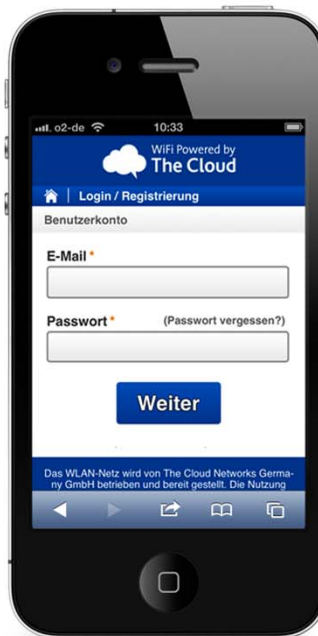 o2-de 10:33
WiFi Powered by
The Cloud
Login / Registrierung
Benutzerkonto
E-Mail *
Passwort * (Passwort vergessen?)
Weiter
Das WLAN-Netz wird von The Cloud Networks Germa-
ny GmbH betrieben und bereit gestellt. Die Nutzung